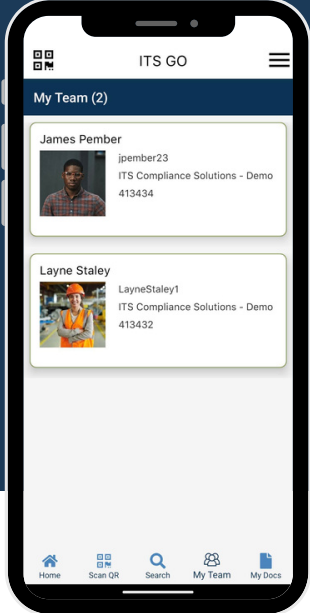 ITS GO
My Team (2)
James Pember
jpember23
ITS Compliance Solutions - Demo
413434
Layne Staley
LayneStaley1
ITS Compliance Solutions - Demo
413432
Home
Scan QR
Search
My Team
My Docs